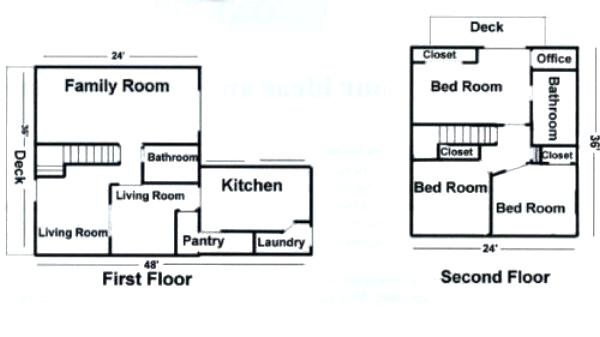 24'
Family Room
36'
Deck
Bathroom
Living Room
Living Room
Kitchen
Pantry
Laundry
48'
First Floor
Deck
Closet
Office
Bed Room
Bathroom
Closet
Closet
Bed Room
Bed Room
36'
24'
Second Floor